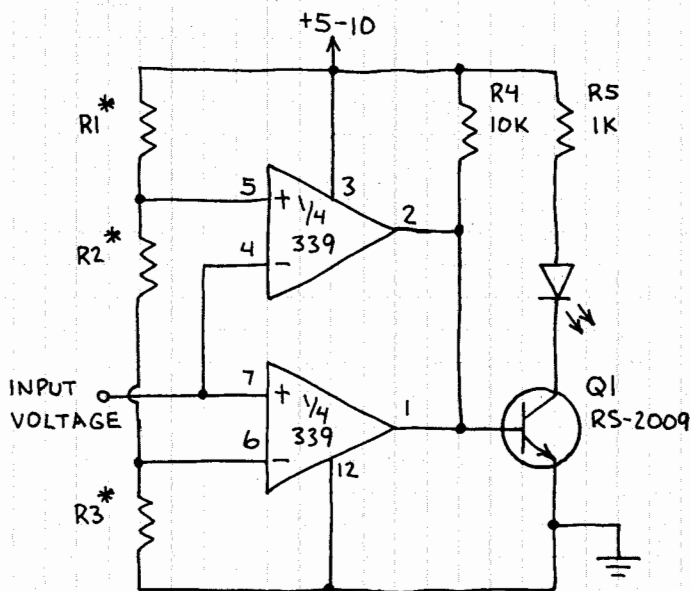 +5-10
R1*
R4
10K
R5
1K
5
+
1/4
339
3
2
R2*
4
-
INPUT
VOLTAGE
7
+
1/4
339
1
Q1
RS-2009
6
-
12
R3*